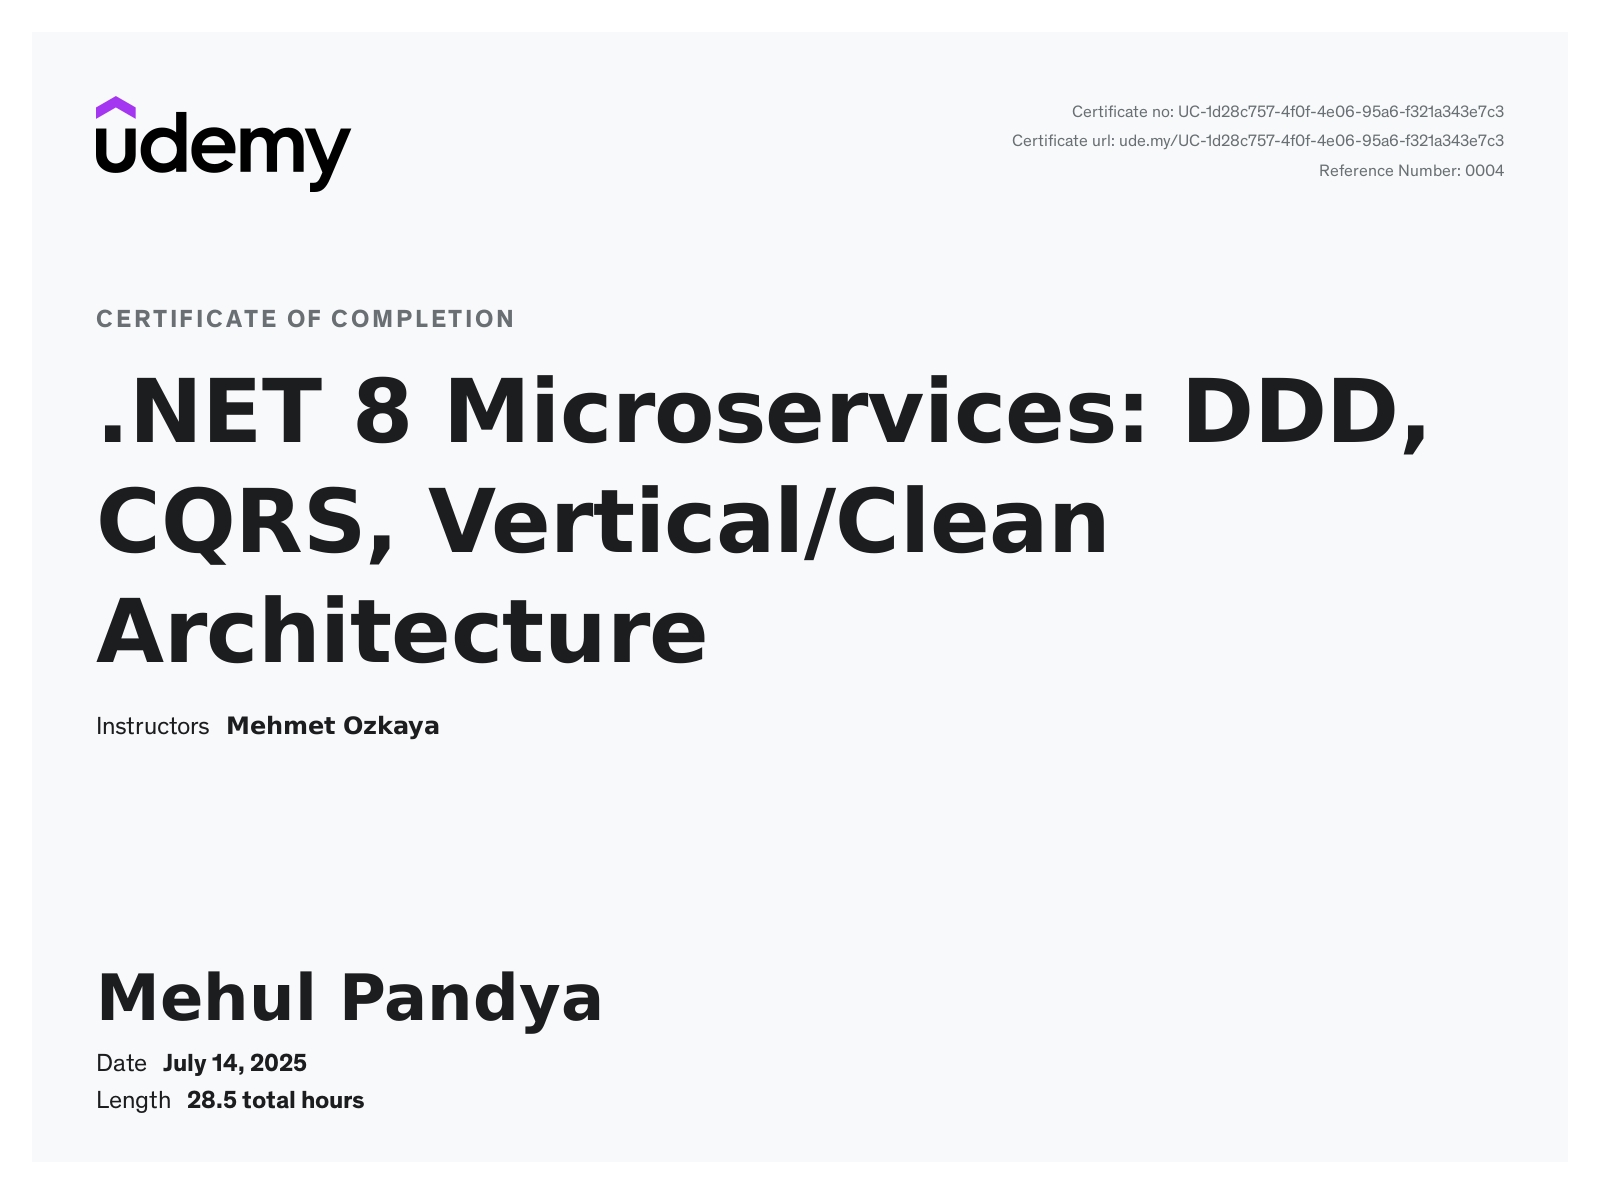 udemy
Certificate no: UC-1d28c757-4f0f-4e06-95a6-f321a343e7c3
Certificate url: ude.my/UC-1d28c757-4f0f-4e06-95a6-f321a343e7c3
Reference Number: 0004
CERTIFICATE OF COMPLETION
.NET 8 Microservices: DDD,
CQRS, Vertical/Clean
Architecture
Instructors Mehmet Ozkaya
Mehul Pandya
Date July 14, 2025
Length 28.5 total hours